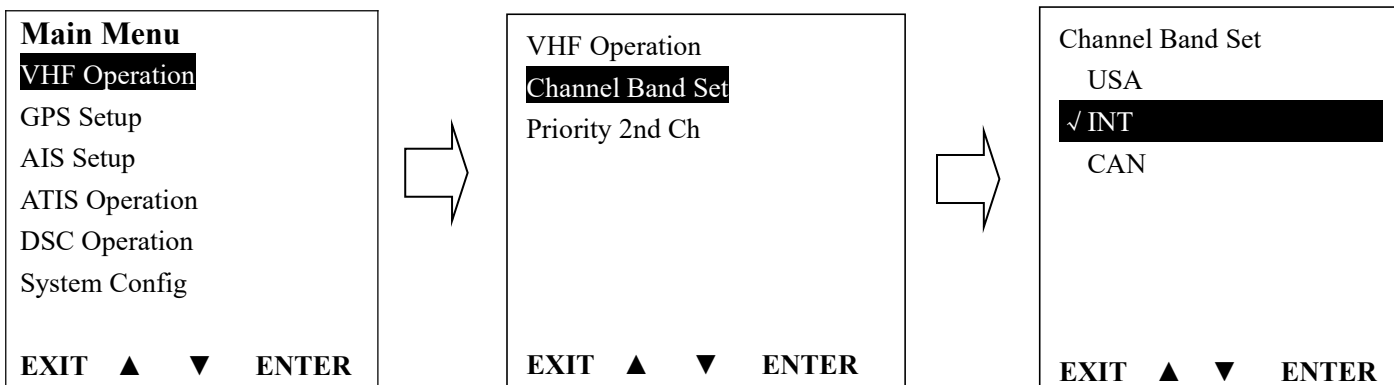 Main Menu
VHF Operation
GPS Setup
AIS Setup
ATIS Operation
DSC Operation
System Config
EXIT ▲ ▼ ENTER
VHF Operation
Channel Band Set
Priority 2nd Ch
EXIT ▲ ▼ ENTER
Channel Band Set
USA
√ INT
CAN
EXIT ▲ ▼ ENTER